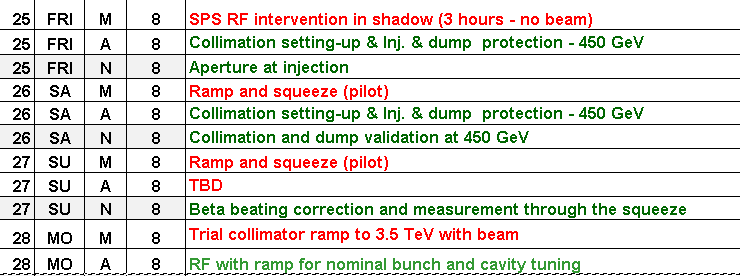 25 FRI M 8 SPS RF intervention in shadow (3 hours - no beam)
25 FRI A 8 Collimation setting-up & Inj. & dump protection - 450 GeV
25 FRI N 8 Aperture at injection
26 SA M 8 Ramp and squeeze (pilot)
26 SA A 8 Collimation setting-up & Inj. & dump protection - 450 GeV
26 SA N 8 Collimation and dump validation at 450 GeV
27 SU M 8 Ramp and squeeze (pilot)
27 SU A 8 TBD
27 SU N 8 Beta beating correction and measurement through the squeeze
28 MO M 8 Trial collimator ramp to 3.5 TeV with beam
28 MO A 8 RF with ramp for nominal bunch and cavity tuning